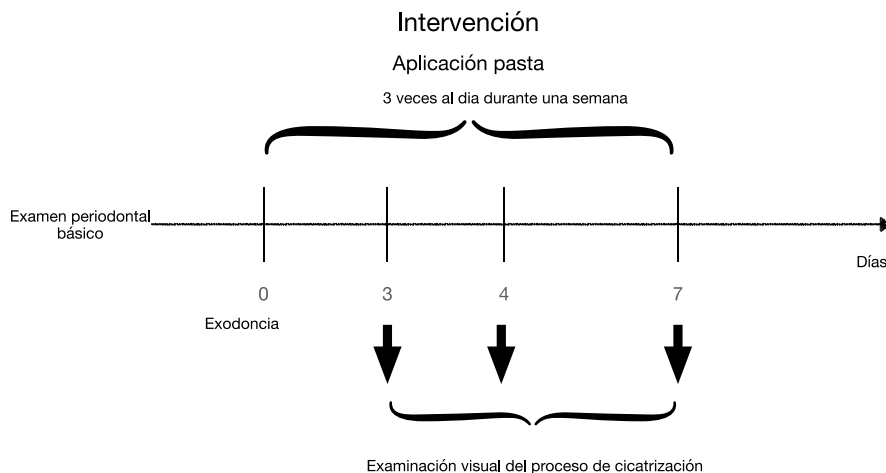 Intervención
Aplicación pasta
3 veces al dia durante una semana
Examen periodontal
básico
Días
0
3
4
7
Exodoncia
Examinación visual del proceso de cicatrización